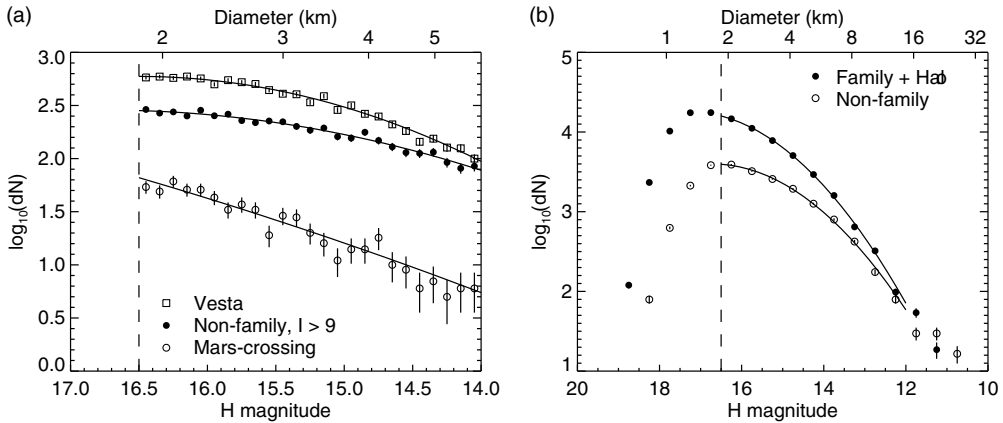 (a)
Diameter (km)
2 3 4 5
log10(dN)
3.0
2.5
2.0
1.5
1.0
0.5
0.0
Vesta
Non-family, I > 9
Mars-crossing
17.0 16.5 16.0 15.5 15.0 14.5 14.0
H magnitude
(b)
Diameter (km)
1 2 4 8 16 32
log10(dN)
5
4
3
2
1
Family + Halo
Non-family
20 18 16 14 12 10
H magnitude